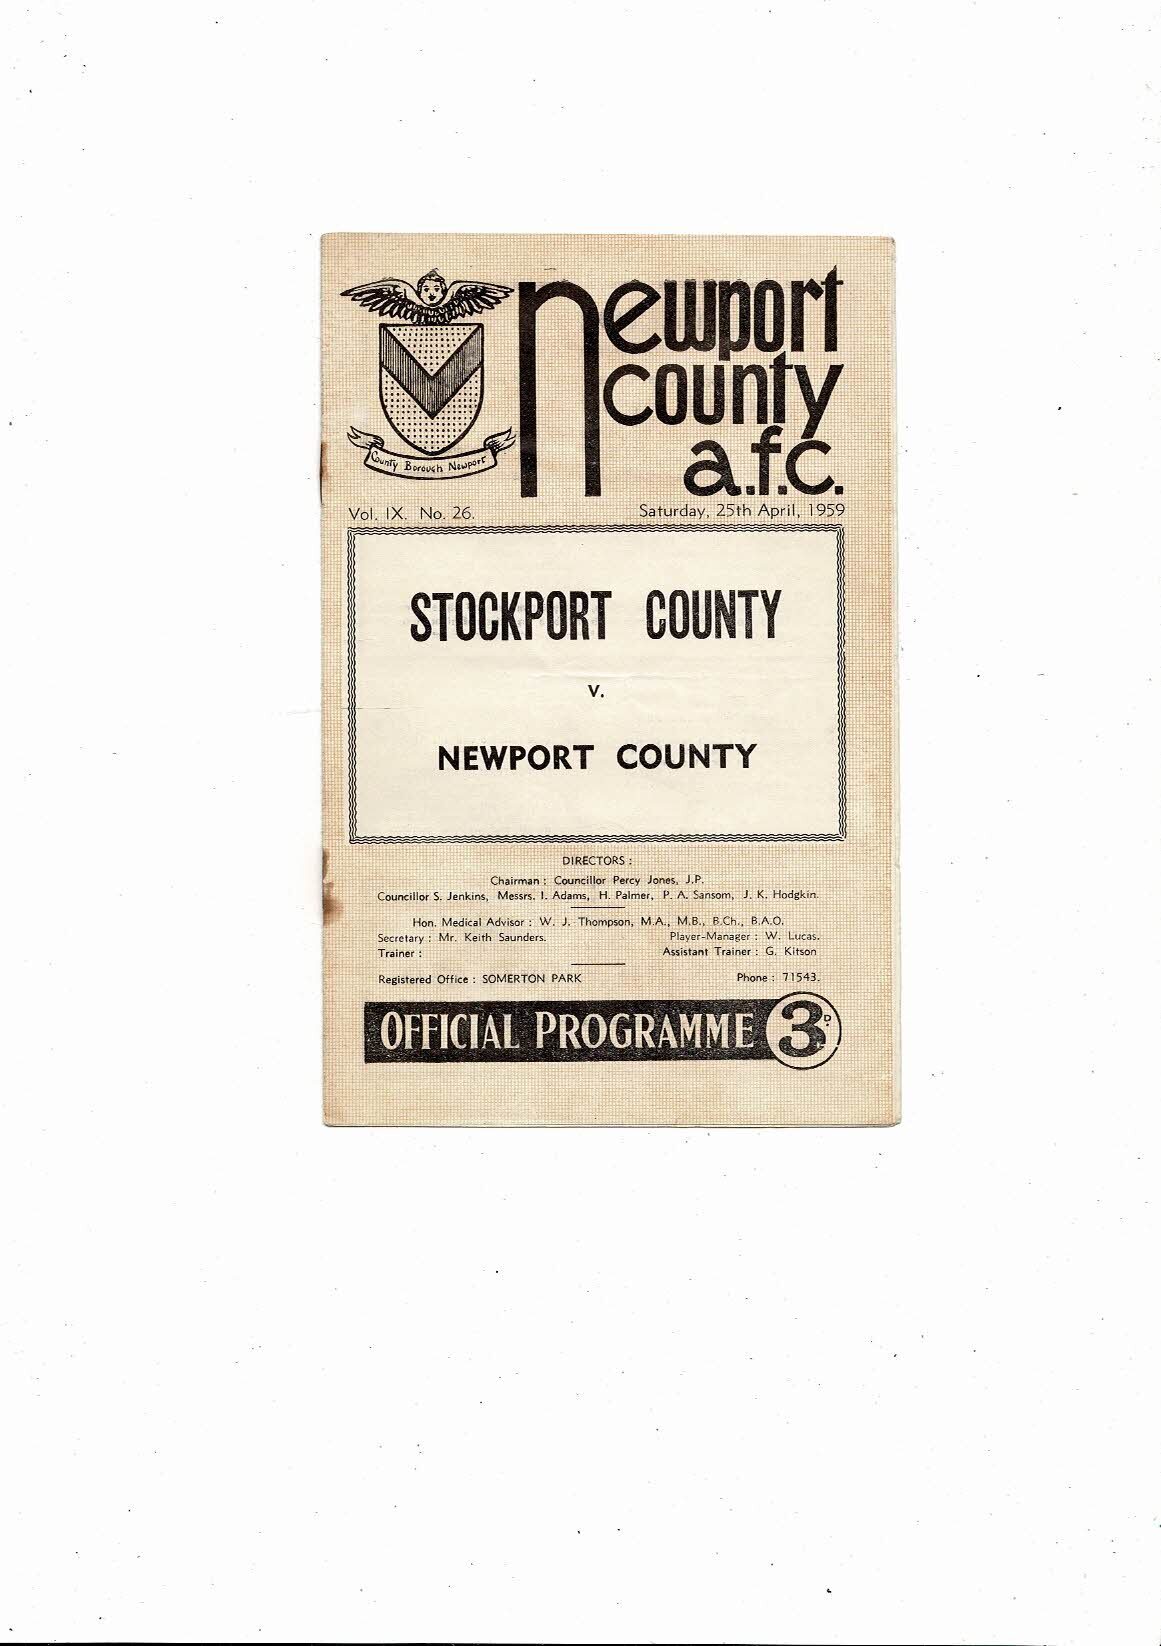 newport
county
a.f.c.
County Borough Newport
Vol. IX. No. 26.
Saturday, 25th April, 1959
STOCKPORT COUNTY
v.
NEWPORT COUNTY
DIRECTORS :
Chairman : Councillor Percy Jones, J.P.
Councillor S. Jenkins, Messrs. I. Adams, H. Palmer, P. A. Sansom, J. K. Hodgkin.
Hon. Medical Advisor : W. J. Thompson, M.A., M.B., B.Ch., B.A.O.
Secretary : Mr. Keith Saunders. Player-Manager : W. Lucas.
Trainer : Assistant Trainer : G. Kitson
Registered Office : SOMERTON PARK Phone : 71543.
OFFICIAL PROGRAMME 3D.